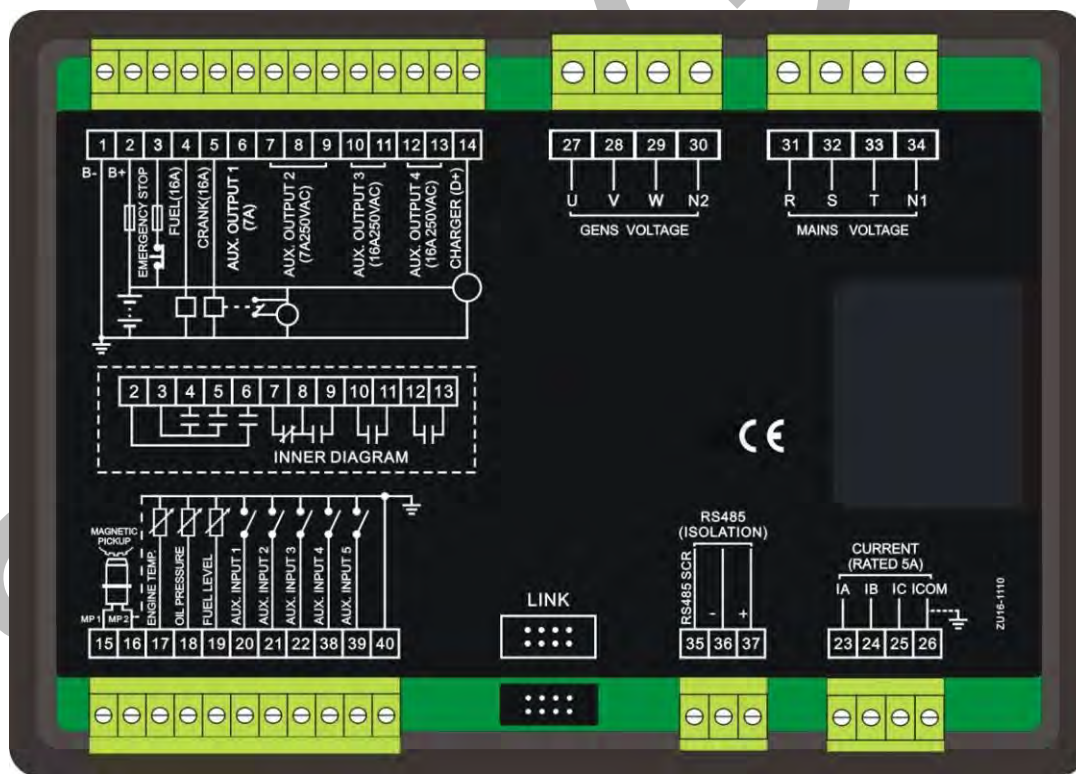 1 2 3 4 5 6 7 8 9 10 11 12 13 14
B-
B+
EMERGENCY STOP
FUEL(16A)
CRANK(16A)
AUX. OUTPUT 1
(7A)
AUX. OUTPUT 2
(7A250VAC)
AUX. OUTPUT 3
(16A250VAC)
AUX. OUTPUT 4
(16A 250VAC)
CHARGER (D+)
27 28 29 30
U V W N2
GENS VOLTAGE
31 32 33 34
R S T N1
MAINS VOLTAGE
2 3 4 5 6 7 8 9 10 11 12 13
INNER DIAGRAM
CE
MAGNETIC
PICKUP
MP1 MP2
ENGINE TEMP.
OIL PRESSURE
FUEL LEVEL
AUX. INPUT 1
AUX. INPUT 2
AUX. INPUT 3
AUX. INPUT 4
AUX. INPUT 5
15 16 17 18 19 20 21 22 38 39 40
LINK
RS485
(ISOLATION)
RS485 SCR
- +
35 36 37
CURRENT
(RATED 5A)
IA IB IC ICOM
23 24 25 26
ZU16-1110